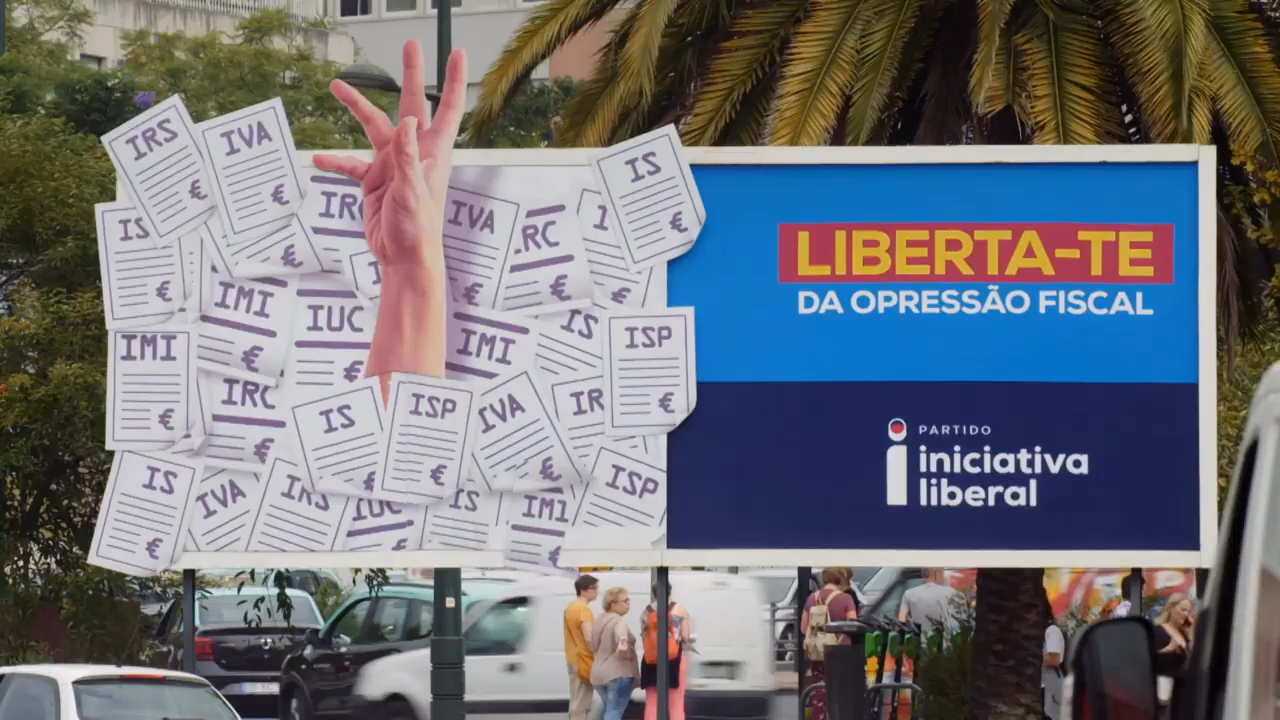 IRS
€
IVA
€
IS
€
IS
€
€
IMI
€
IUC
€
IVA
€
RC
€
€
IMI
IS
ISP
€
IMI
€
IRC
€
IS
€
ISP
€
IVA
€
IR
IS
€
IVA
IRS
IUC
€
IS
IMI
€
ISP
LIBERTA-TE
DA OPRESSÃO FISCAL
PARTIDO
iniciativa
liberal